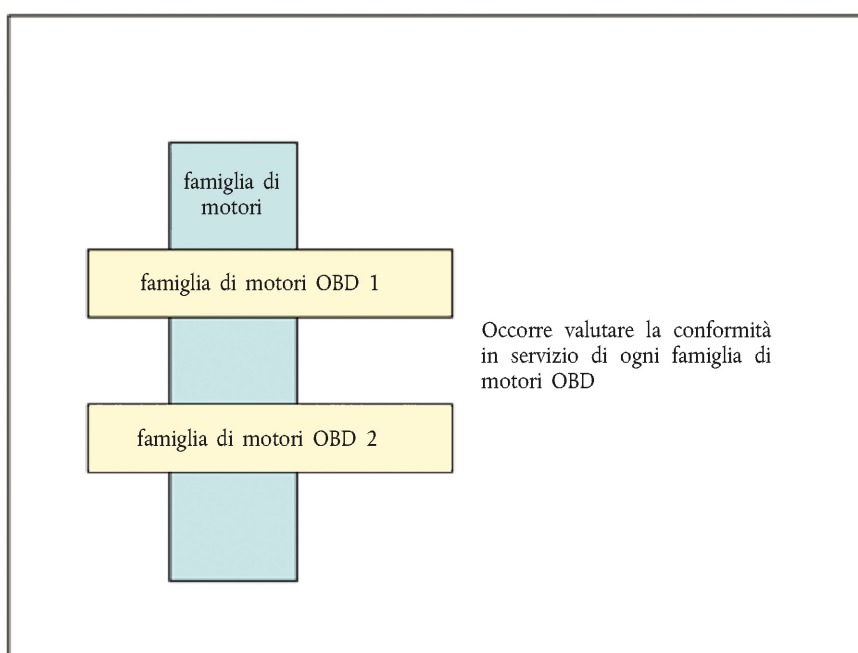 famiglia di
motori
famiglia di motori OBD 1
Occorre valutare la conformità
in servizio di ogni famiglia di
motori OBD
famiglia di motori OBD 2